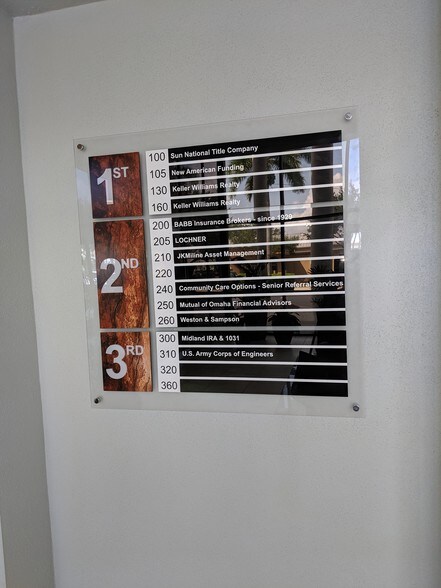 1ST
100 Sun National Title Company
105 New American Funding
130 Keller Williams Realty
160 Keller Williams Realty
2ND
200 BABB Insurance Brokers - since 1929
205 LOCHNER
210 JKMiline Asset Management
220
240 Community Care Options - Senior Referral Services
250 Mutual of Omaha Financial Advisors
260 Weston & Sampson
3RD
300 Midland IRA & 1031
310 U.S. Army Corps of Engineers
320
360